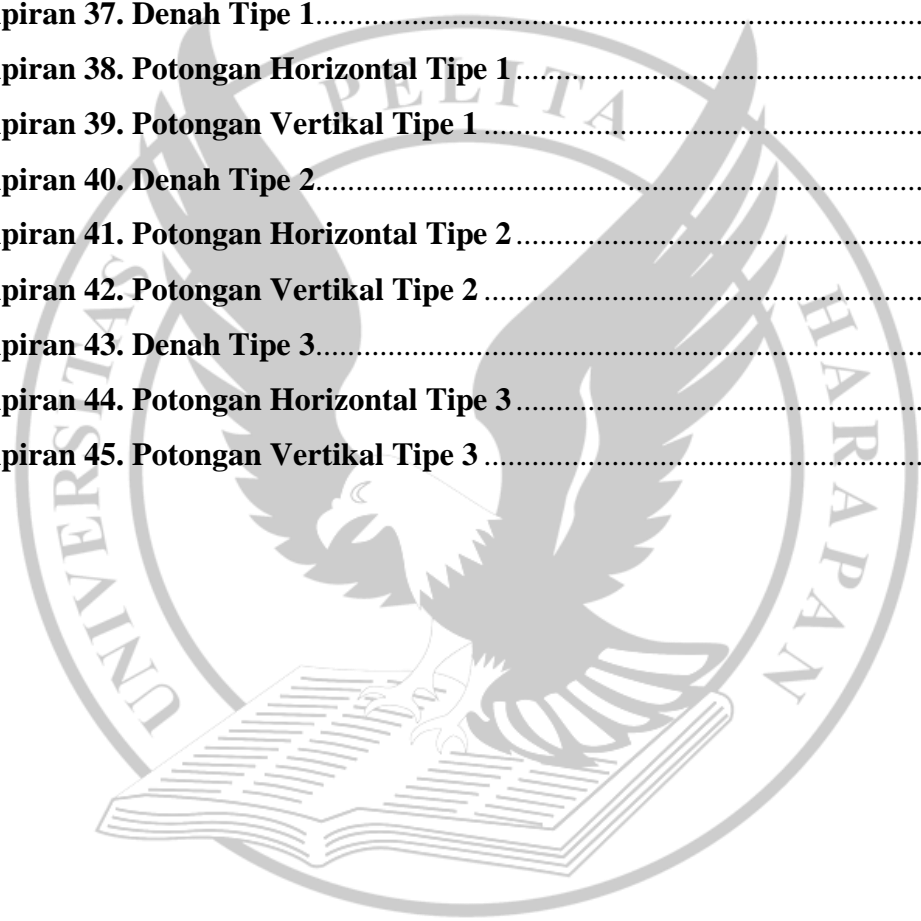 piran 37. Denah Tipe 1
piran 38. Potongan Horizontal Tipe 1
piran 39. Potongan Vertikal Tipe 1
piran 40. Denah Tipe 2
piran 41. Potongan Horizontal Tipe 2
piran 42. Potongan Vertikal Tipe 2
piran 43. Denah Tipe 3
piran 44. Potongan Horizontal Tipe 3
piran 45. Potongan Vertikal Tipe 3
UNIVERSITAS PELITA HARAPAN